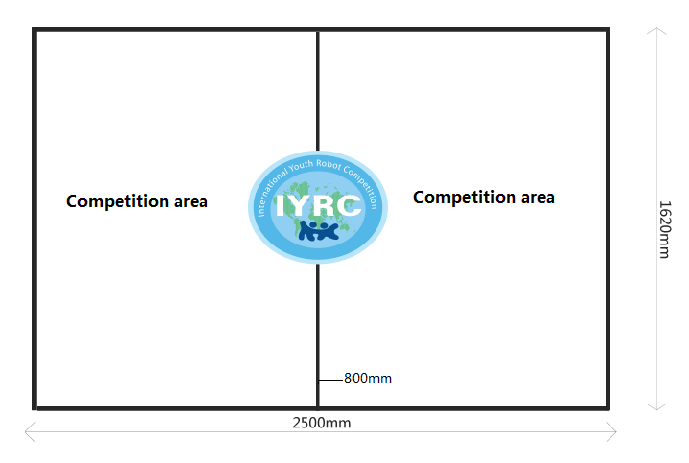 International Youth Robot Competition
IYRC
Competition area
Competition area
1620mm
800mm
2500mm